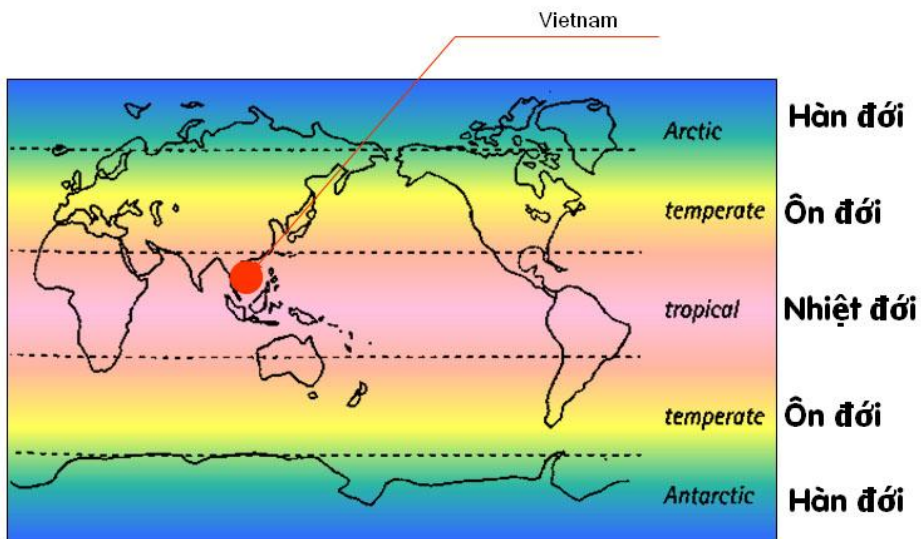 Vietnam
Arctic Hàn đới
temperate Ôn đới
tropical Nhiệt đới
temperate Ôn đới
Antarctic Hàn đới